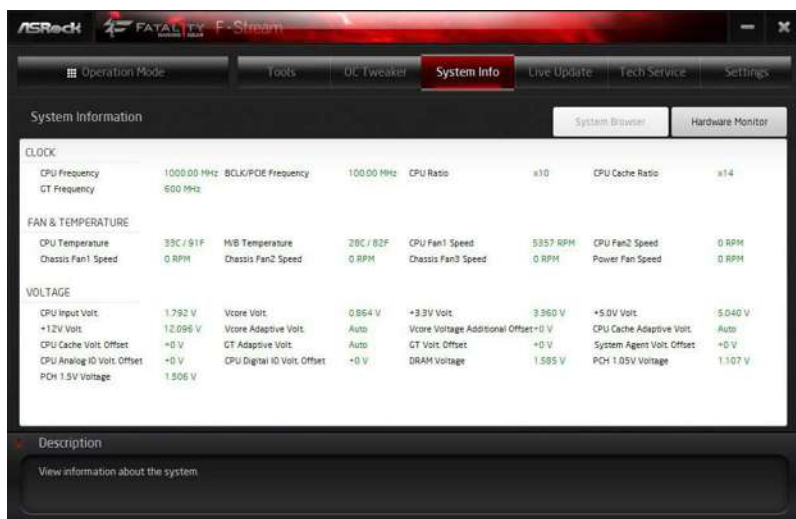 ASRock FATAL1TY F-Stream
Operation Mode Tools OC Tweaker System Info Live Update Tech Service Settings
System Information System Browser Hardware Monitor
CLOCK
CPU Frequency 1000.00 MHz BCLK/PCIE Frequency 100.00 MHz CPU Ratio x10 CPU Cache Ratio x14
GT Frequency 600 MHz
FAN & TEMPERATURE
CPU Temperature 33C / 91F M/B Temperature 28C / 82F CPU Fan1 Speed 5357 RPM CPU Fan2 Speed 0 RPM
Chassis Fan1 Speed 0 RPM Chassis Fan2 Speed 0 RPM Chassis Fan3 Speed 0 RPM Power Fan Speed 0 RPM
VOLTAGE
CPU Input Volt. 1.792 V Vcore Volt. 0.864 V +3.3V Volt. 3.360 V +5.0V Volt. 5.040 V
+12V Volt. 12.096 V Vcore Adaptive Volt. Auto Vcore Voltage Additional Offset +0 V CPU Cache Adaptive Volt. Auto
CPU Cache Volt. Offset +0 V GT Adaptive Volt. Auto GT Volt. Offset +0 V System Agent Volt. Offset +0 V
CPU Analog IO Volt. Offset +0 V CPU Digital IO Volt. Offset +0 V DRAM Voltage 1.585 V PCH 1.05V Voltage 1.107 V
PCH 1.5V Voltage 1.506 V
Description
View information about the system